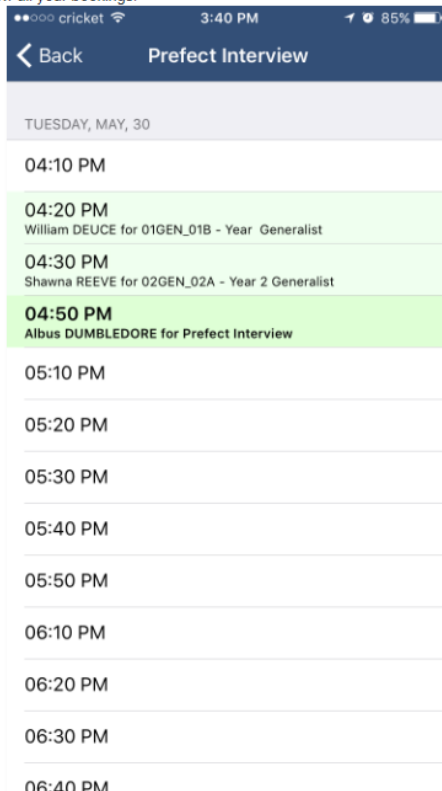 all your bookings.
cricket 3:40 PM 85%
Back Prefect Interview
TUESDAY, MAY, 30
04:10 PM
04:20 PM
William DEUCE for 01GEN_01B - Year  Generalist
04:30 PM
Shawna REEVE for 02GEN_02A - Year 2 Generalist
04:50 PM
Albus DUMBLEDORE for Prefect Interview
05:10 PM
05:20 PM
05:30 PM
05:40 PM
05:50 PM
06:10 PM
06:20 PM
06:30 PM
06:40 PM